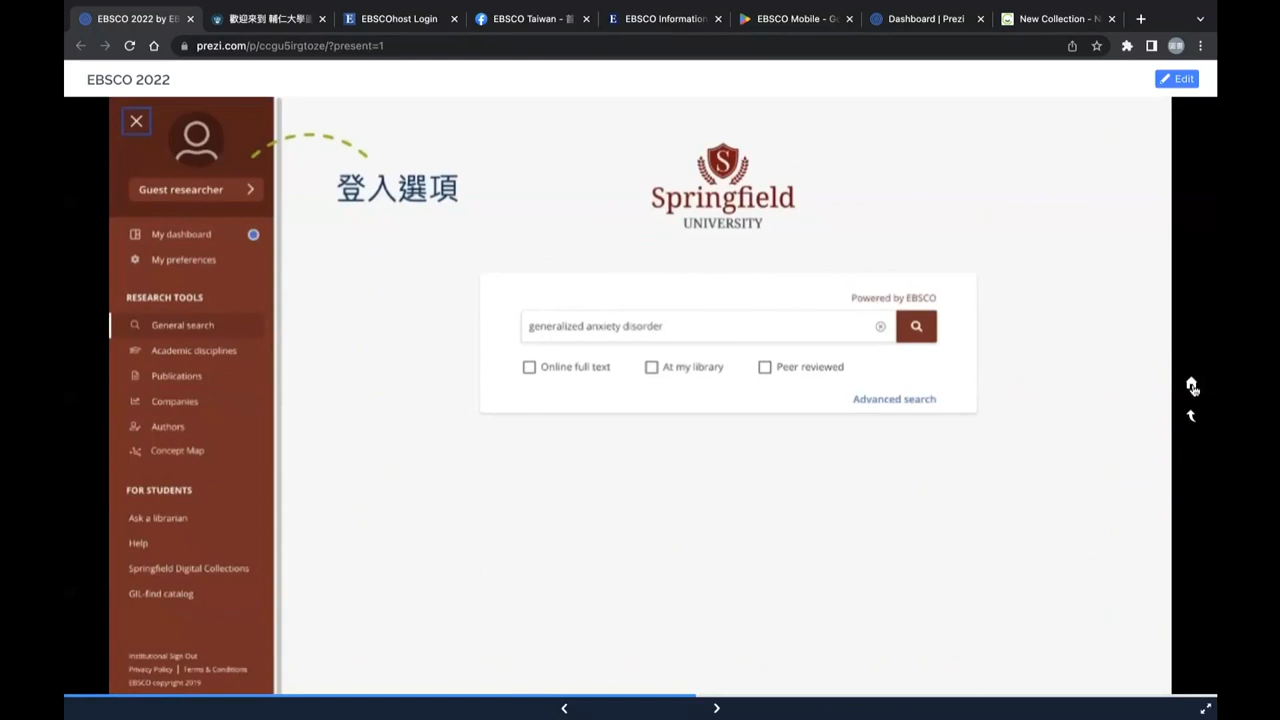 EBSCO 2022 by EB
歡迎來到 輔仁大學圖
EBSCOhost Login
EBSCO Taiwan - 首
EBSCO Information
EBSCO Mobile - Go
Dashboard | Prezi
New Collection - N
prezi.com/p/ccgu5irgtoze/?present=1
EBSCO 2022
Edit
Guest researcher
登入選項
My dashboard
My preferences
RESEARCH TOOLS
General search
Academic disciplines
Publications
Companies
Authors
Concept Map
FOR STUDENTS
Ask a librarian
Help
Springfield Digital Collections
GIL-find catalog
Institutional Sign Out
Privacy Policy | Terms & Conditions
EBSCO copyright 2019
S
Springfield
UNIVERSITY
Powered by EBSCO
generalized anxiety disorder
Online full text
At my library
Peer reviewed
Advanced search